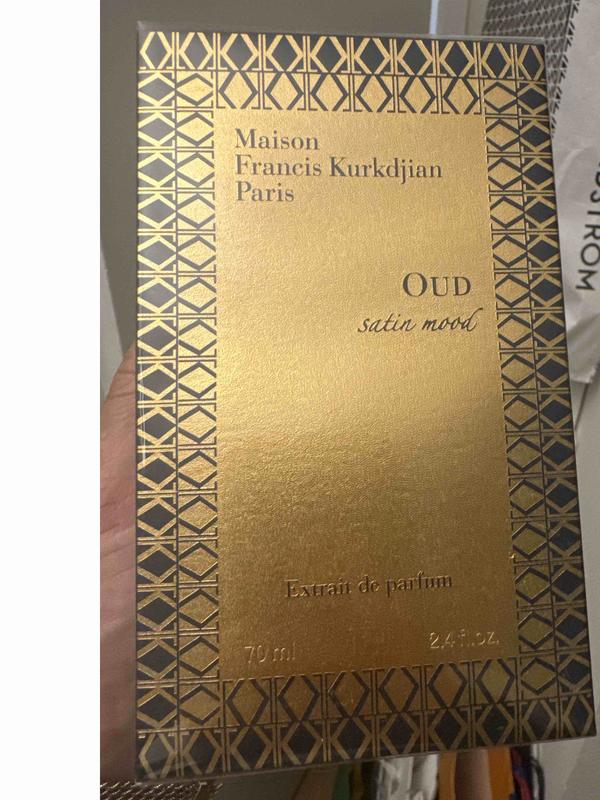 Maison
Francis Kurkdjian
Paris
OUD
satin mood
Extrait de parfum
70 ml 2.4 fl.oz.